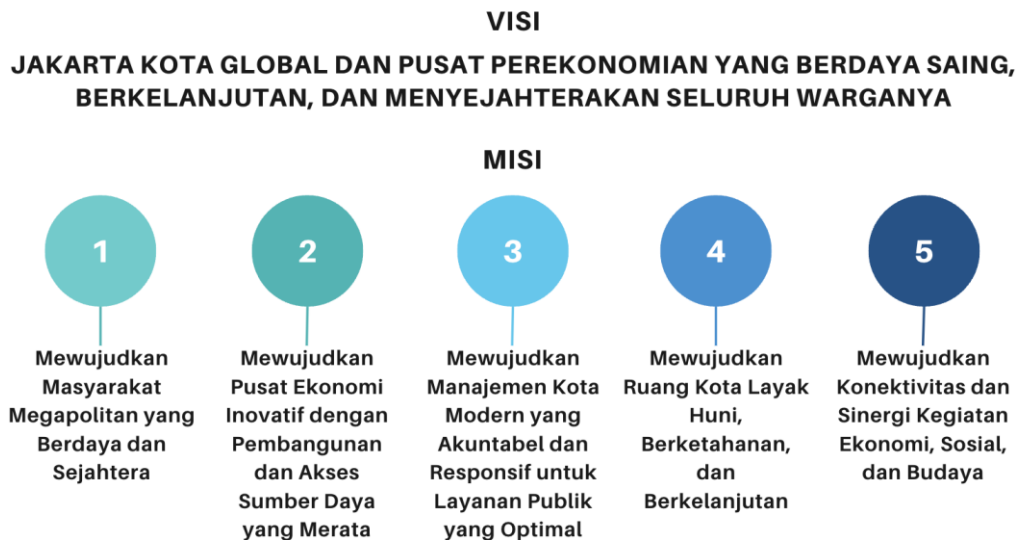 VISI
JAKARTA KOTA GLOBAL DAN PUSAT PEREKONOMIAN YANG BERDAYA SAING,
BERKELANJUTAN, DAN MENYEJAHTERAKAN SELURUH WARGANYA
MISI
1
Mewujudkan
Masyarakat
Megapolitan yang
Berdaya dan
Sejahtera
2
Mewujudkan
Pusat Ekonomi
Inovatif dengan
Pembangunan
dan Akses
Sumber Daya
yang Merata
3
Mewujudkan
Manajemen Kota
Modern yang
Akuntabel dan
Responsif untuk
Layanan Publik
yang Optimal
4
Mewujudkan
Ruang Kota Layak
Huni,
Berketahanan,
dan
Berkelanjutan
5
Mewujudkan
Konektivitas dan
Sinergi Kegiatan
Ekonomi, Sosial,
dan Budaya